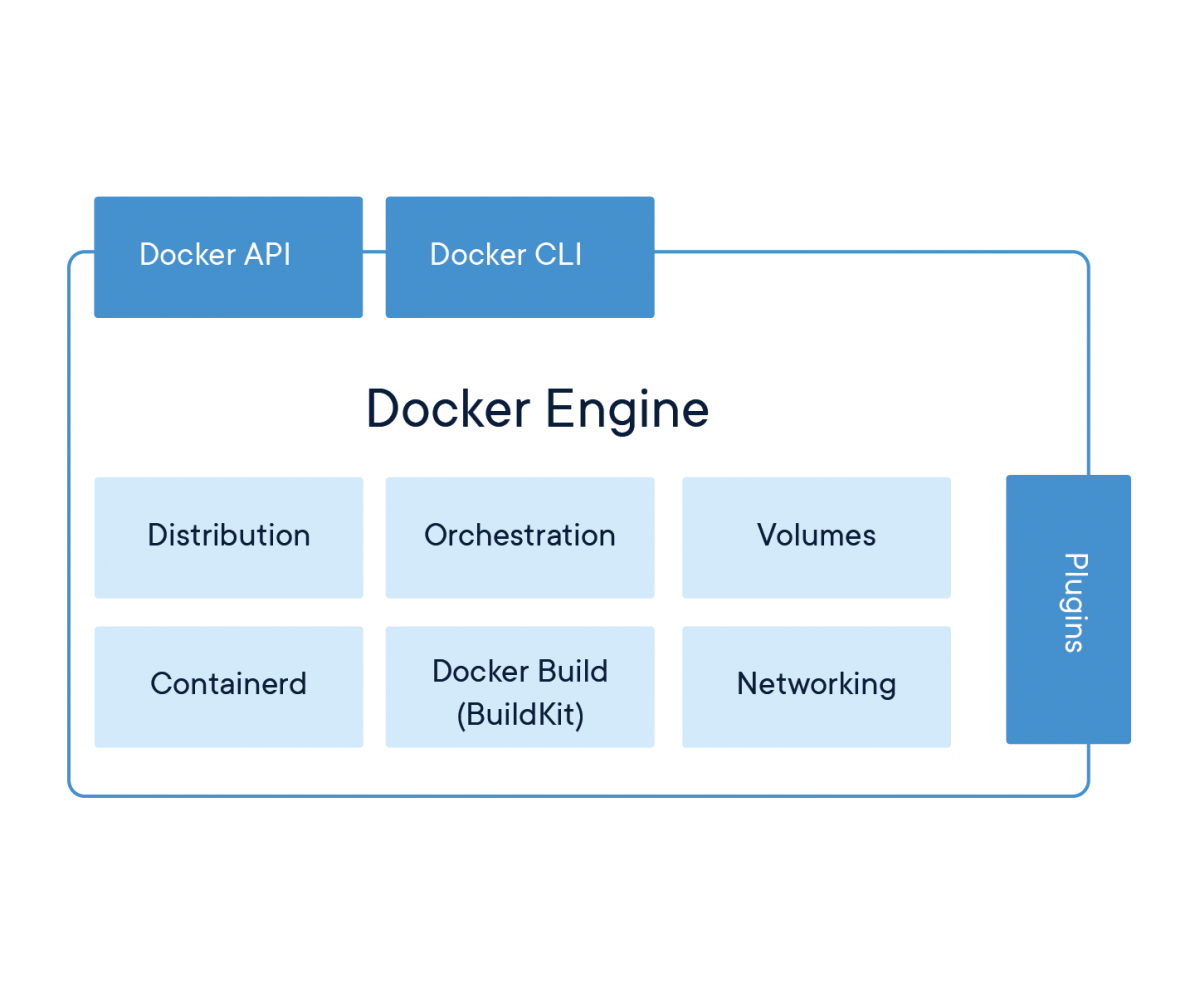 Docker API
Docker CLI
Docker Engine
Distribution
Orchestration
Volumes
Containerd
Docker Build
(BuildKit)
Networking
Plugins